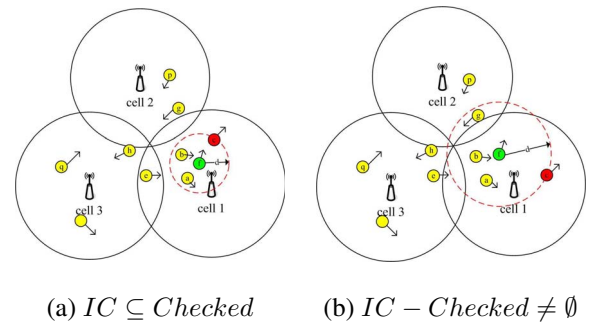 p
cell 2
g
h
b
f
d
q
e
a
cell 1
cell 3
(a) IC ⊆ Checked
p
cell 2
g
h
b
f
d
q
e
a
cell 1
cell 3
(b) IC − Checked ≠ ∅